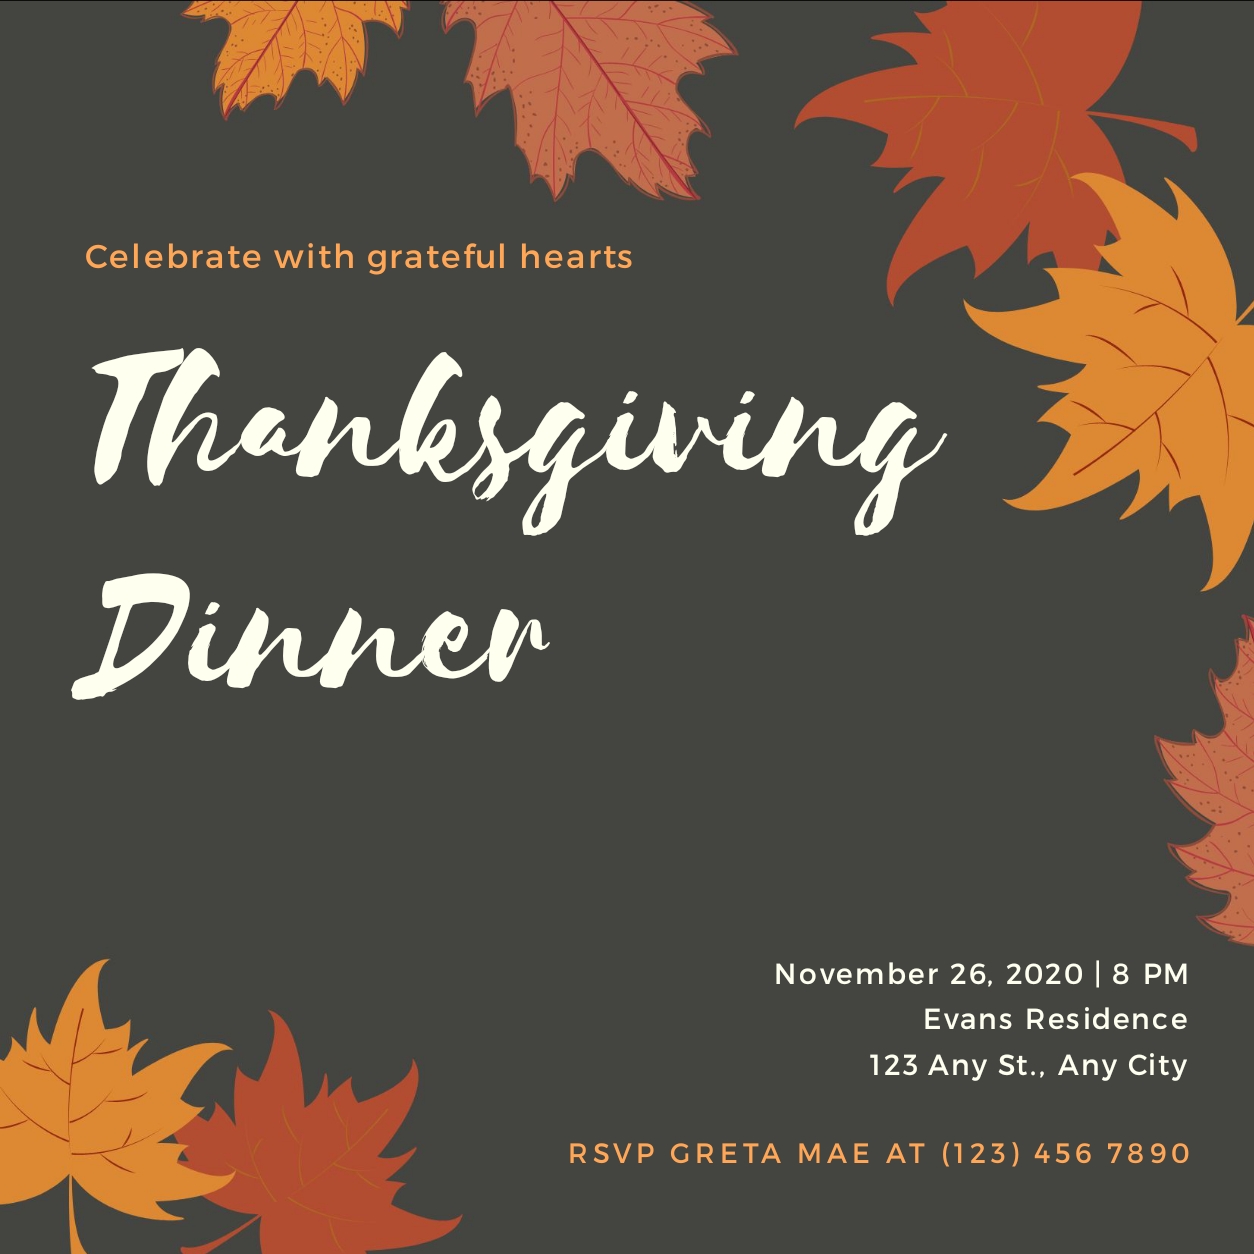 Celebrate with grateful hearts
Thanksgiving
Dinner
November 26, 2020 | 8 PM
Evans Residence
123 Any St., Any City
RSVP GRETA MAE AT (123) 456 7890